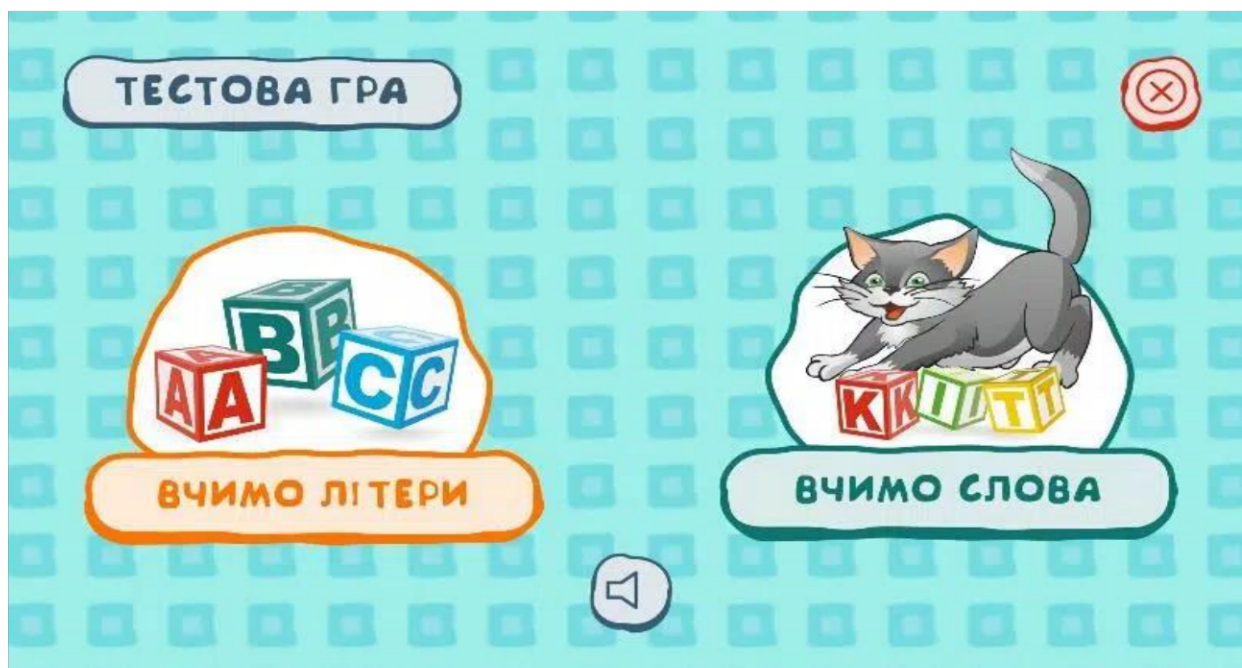 ТЕСТОВА ГРА
A A A B B B C C C
К К К І І Т Т
ВЧИМО ЛІТЕРИ
ВЧИМО СЛОВА